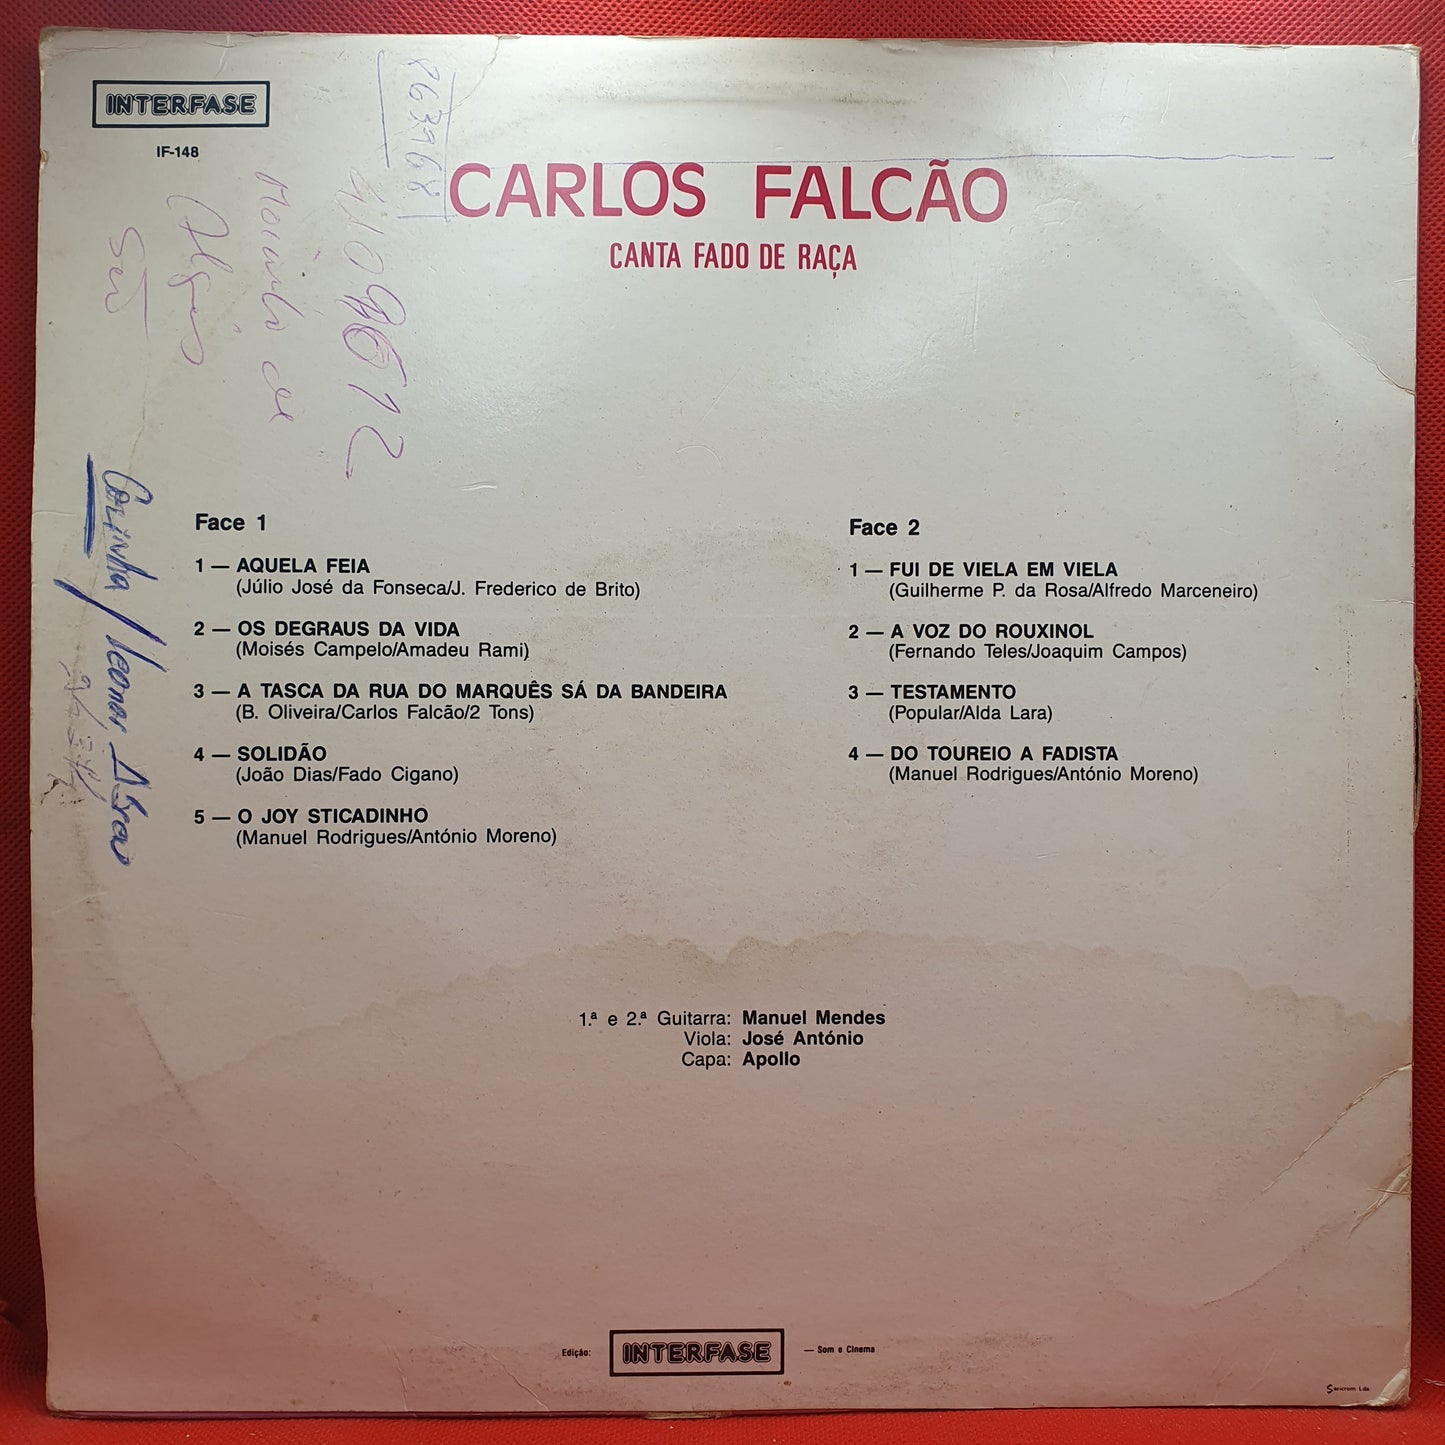 INTERFASE
IF-148
CARLOS FALCÃO
CANTA FADO DE RAÇA
Face 1
1 — AQUELA FEIA
(Júlio José da Fonseca/J. Frederico de Brito)
2 — OS DEGRAUS DA VIDA
(Moisés Campelo/Amadeu Rami)
3 — A TASCA DA RUA DO MARQUÊS SÁ DA BANDEIRA
(B. Oliveira/Carlos Falcão/2 Tons)
4 — SOLIDÃO
(João Dias/Fado Cigano)
5 — O JOY STICADINHO
(Manuel Rodrigues/António Moreno)
Face 2
1 — FUI DE VIELA EM VIELA
(Guilherme P. da Rosa/Alfredo Marceneiro)
2 — A VOZ DO ROUXINOL
(Fernando Teles/Joaquim Campos)
3 — TESTAMENTO
(Popular/Alda Lara)
4 — DO TOUREIO A FADISTA
(Manuel Rodrigues/António Moreno)
1.ª e 2.ª Guitarra: Manuel Mendes
Viola: José António
Capa: Apollo
Edição: INTERFASE — Som e Cinema